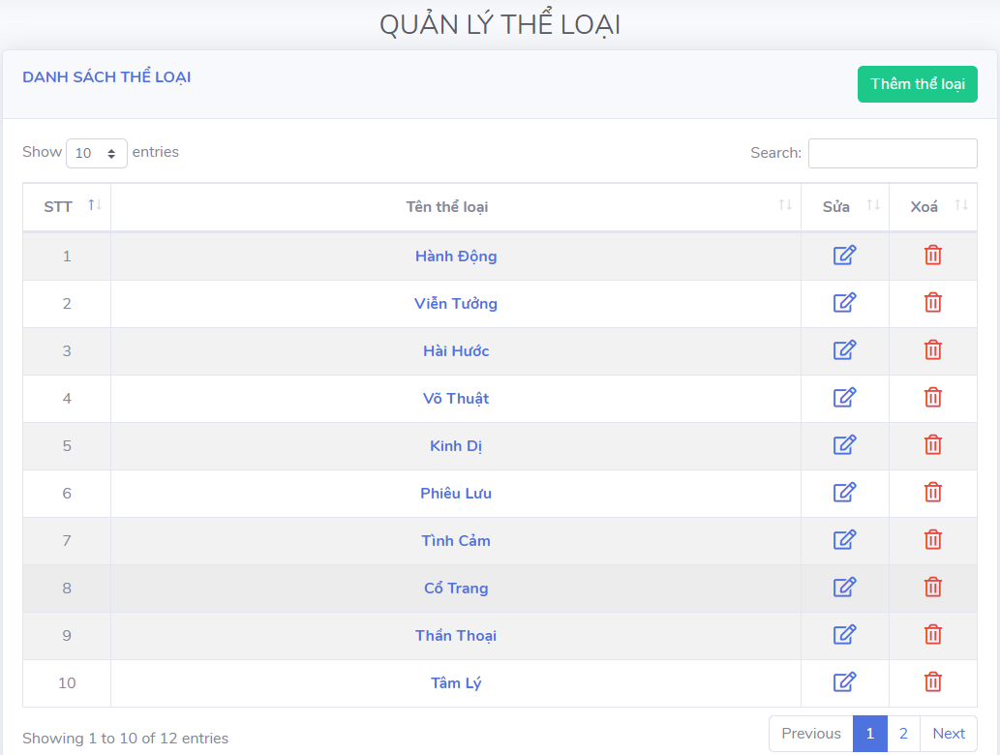 QUẢN LÝ THỂ LOẠI
DANH SÁCH THỂ LOẠI
Thêm thể loại
Show 10 entries
Search:
STT Tên thể loại Sửa Xoá
1 Hành Động
2 Viễn Tưởng
3 Hài Hước
4 Võ Thuật
5 Kinh Dị
6 Phiêu Lưu
7 Tình Cảm
8 Cổ Trang
9 Thần Thoại
10 Tâm Lý
Showing 1 to 10 of 12 entries
Previous 1 2 Next